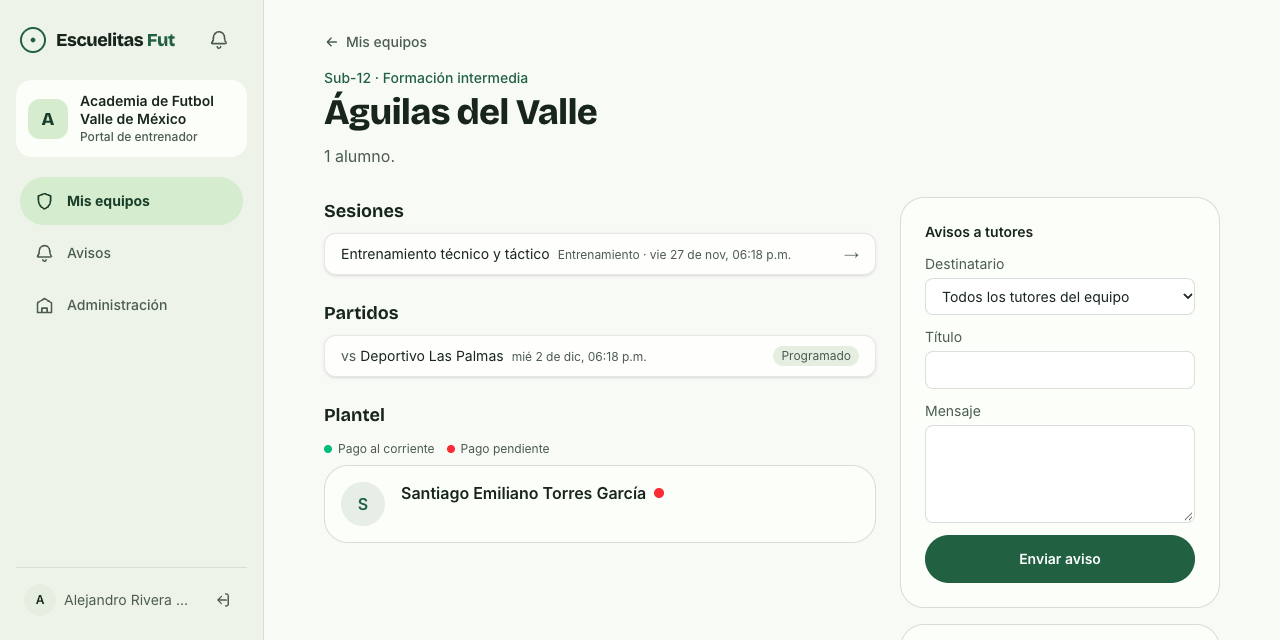 Escuelitas Fut
A
Academia de Futbol
Valle de México
Portal de entrenador
Mis equipos
Avisos
Administración
A
Alejandro Rivera ...
← Mis equipos
Sub-12 · Formación intermedia
Águilas del Valle
1 alumno.
Sesiones
Entrenamiento técnico y táctico Entrenamiento · vie 27 de nov, 06:18 p.m. →
Partidos
vs Deportivo Las Palmas mié 2 de dic, 06:18 p.m. Programado
Plantel
Pago al corriente Pago pendiente
S
Santiago Emiliano Torres García
Avisos a tutores
Destinatario
Todos los tutores del equipo
Título
Mensaje
Enviar aviso